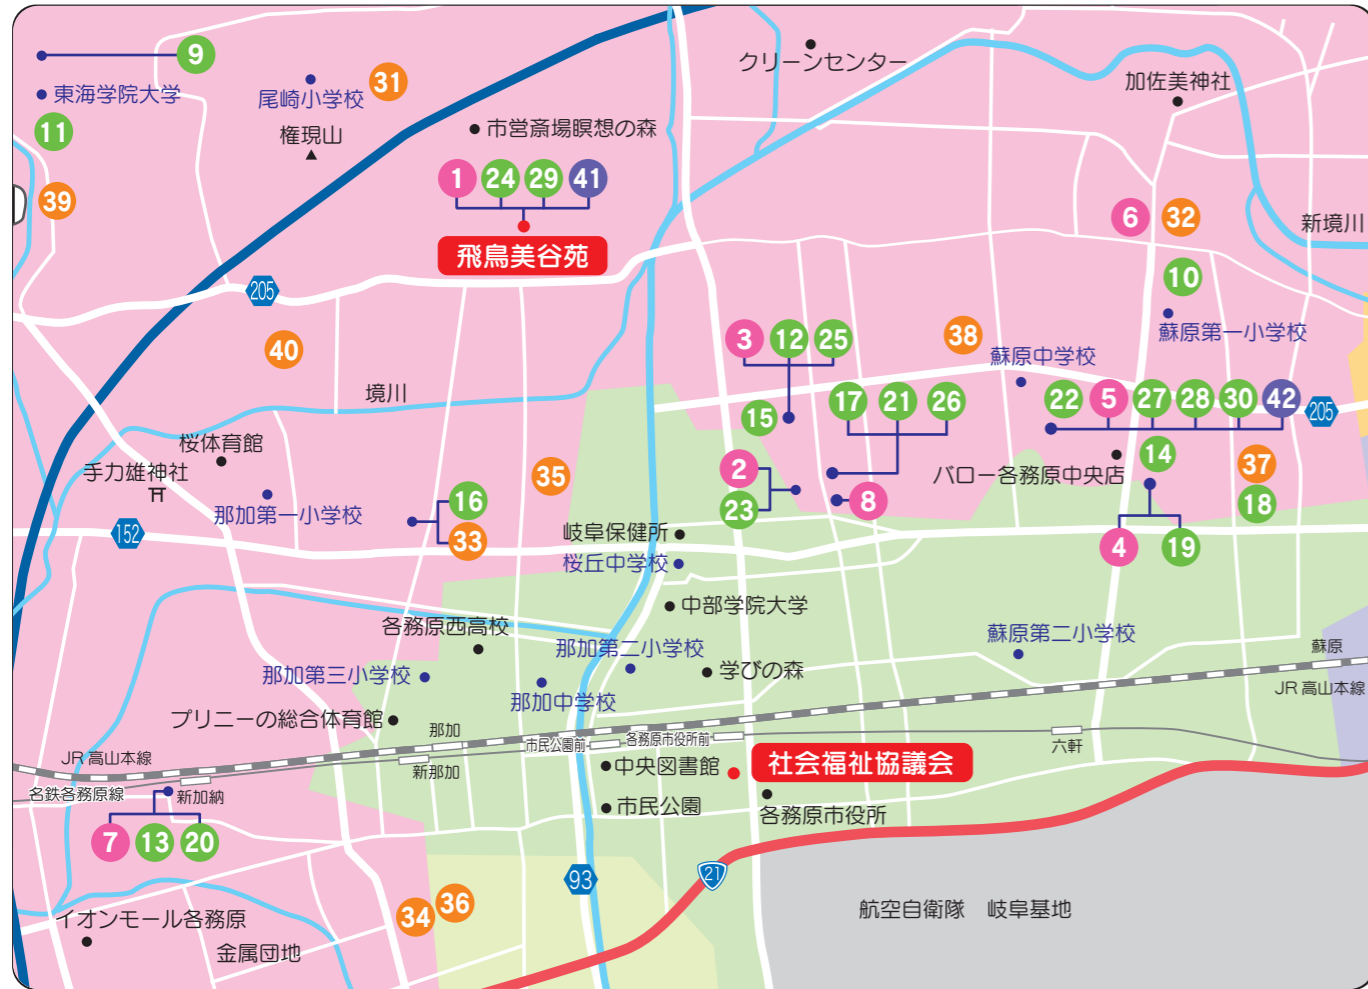 9
クリーンセンター
東海学院大学
尾崎小学校
31
加佐美神社
11
権現山
市営斎場瞑想の森
1 24 29 41
39
6 32
新境川
飛鳥美谷苑
205
10
蘇原第一小学校
40
3 12 25
38
蘇原中学校
境川
15
17 21 26
22 5 27 28 30 42
205
桜体育館
手力雄神社
那加第一小学校
35
2
23
8
バロー各務原中央店
14
37
18
16
33
152
岐阜保健所
桜丘中学校
4 19
中部学院大学
各務原西高校
那加第二小学校
蘇原第二小学校
那加第三小学校
那加中学校
学びの森
蘇原
JR高山本線
プリニーの総合体育館
那加
市民公園前
各務原市役所前
六軒
JR高山本線
新那加
中央図書館
社会福祉協議会
名鉄各務原線
新加納
市民公園
各務原市役所
7 13 20
93
21
イオンモール各務原
34 36
航空自衛隊 岐阜基地
金属団地